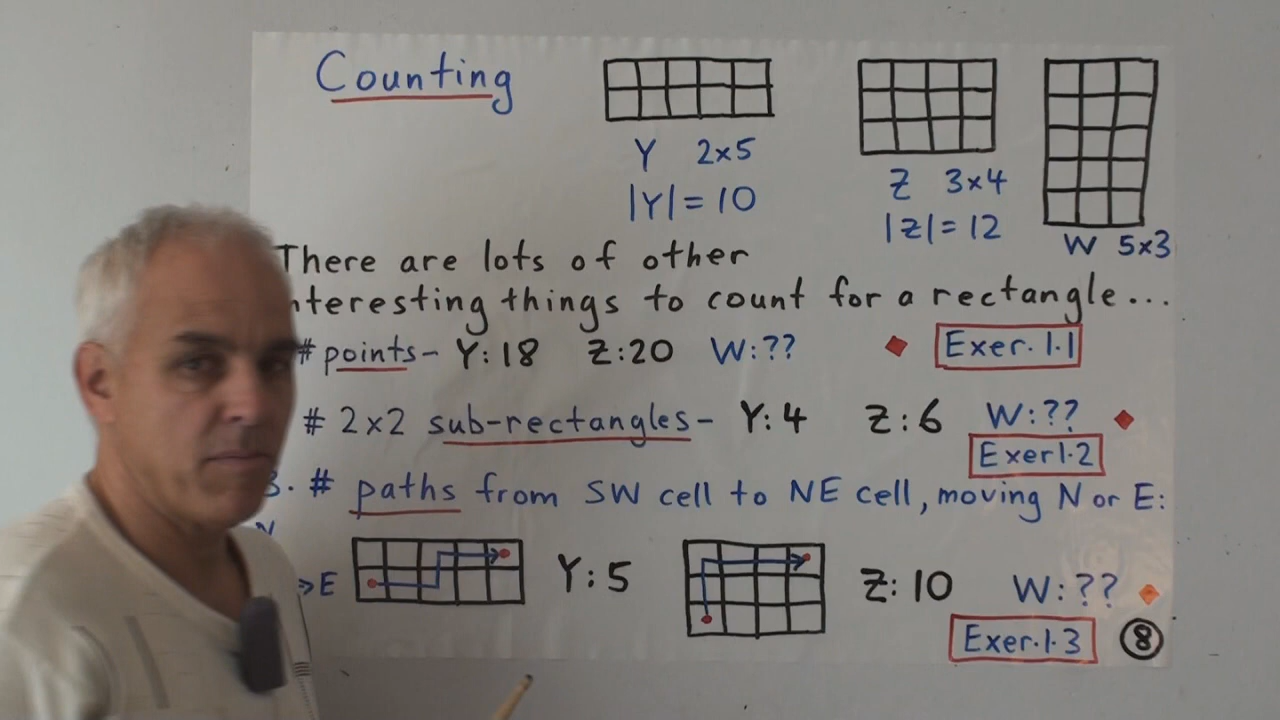 Counting
Y 2x5
|Y| = 10
Z 3x4
|Z| = 12
W 5x3
There are lots of other
nteresting things to count for a rectangle...
# points- Y:18 Z:20 W:??
Exer. 1.1
# 2x2 sub-rectangles- Y:4 Z:6 W:??
Exer 1.2
3. # paths from SW cell to NE cell, moving N or E:
N
E
Y:5
Z:10
W:??
Exer. 1.3
8